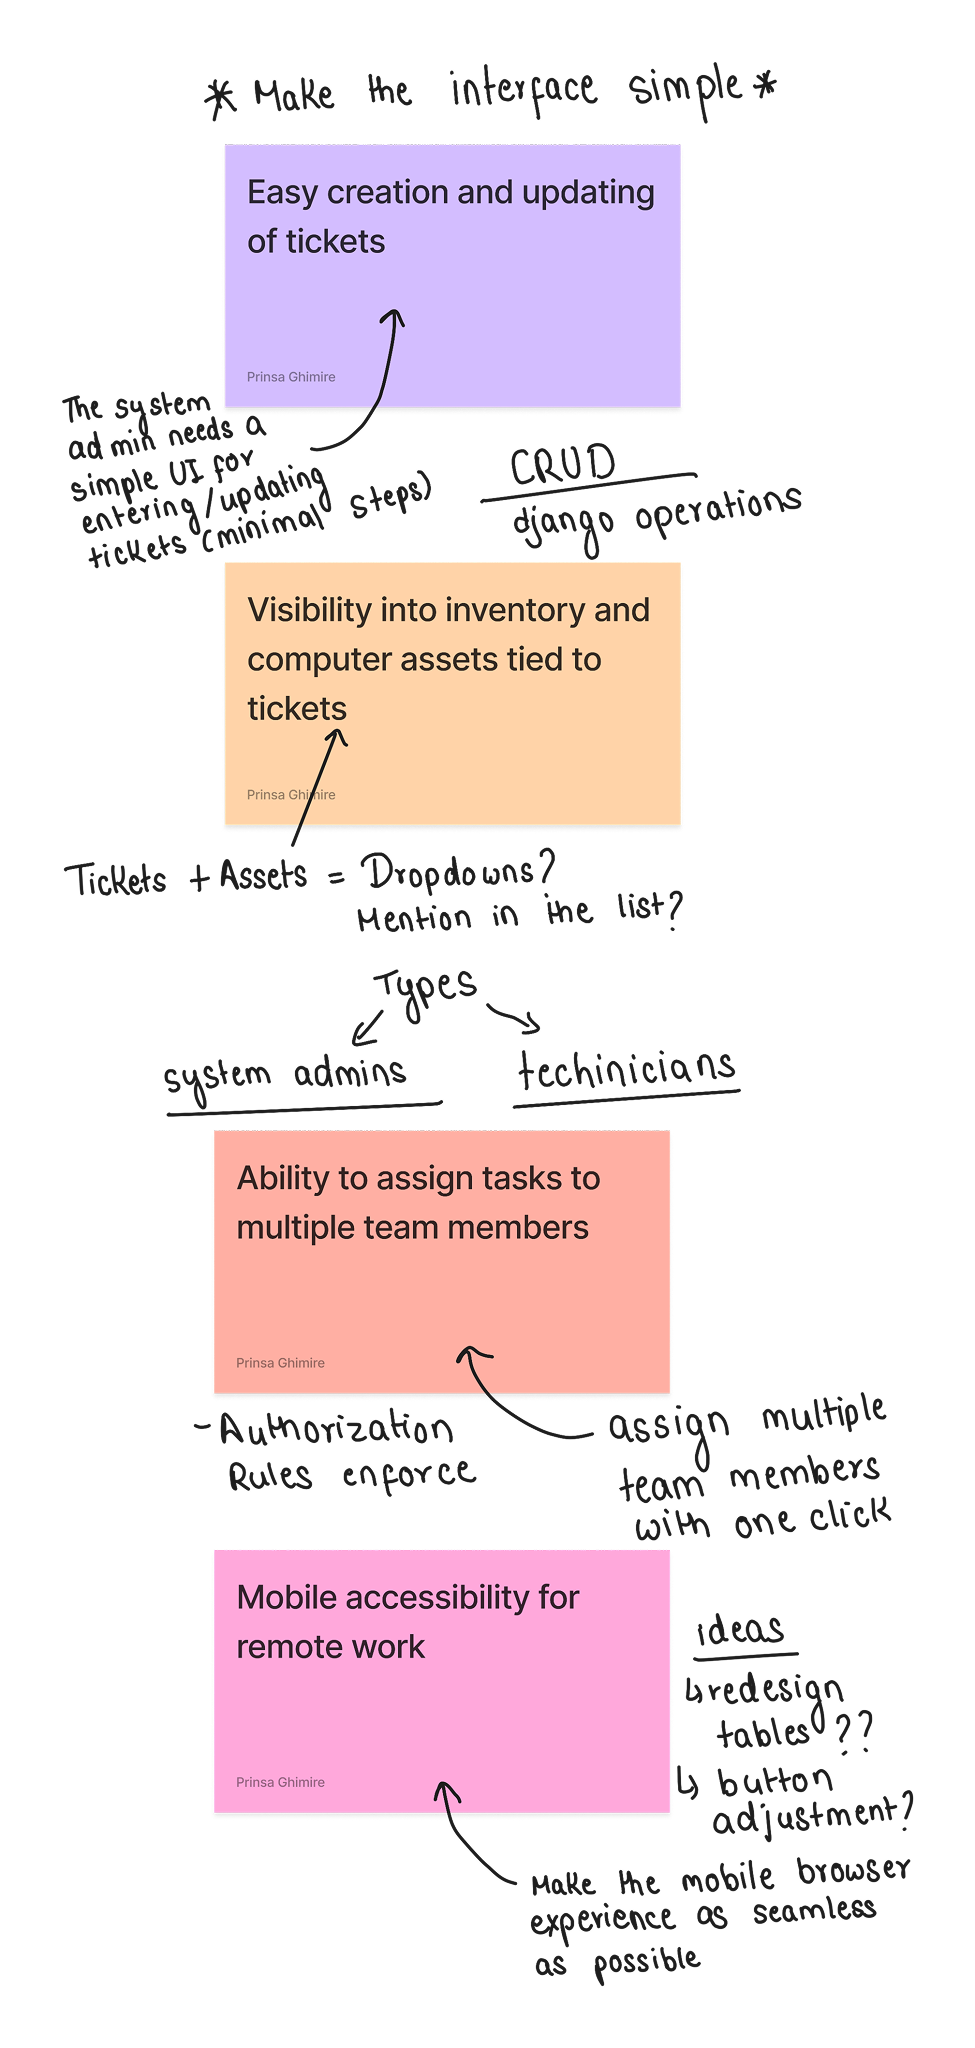 * Make the interface simple *
Easy creation and updating
of tickets
Prinsa Ghimire
The system
admin needs a
simple UI for
entering/updating
tickets (minimal steps)
CRUD
django operations
Visibility into inventory and
computer assets tied to
tickets
Prinsa Ghimire
Tickets + Assets = Dropdowns?
Mention in the list?
Types
system admins
techinicians
Ability to assign tasks to
multiple team members
Prinsa Ghimire
- Authorization
Rules enforce
assign multiple
team members
with one click
Mobile accessibility for
remote work
Prinsa Ghimire
ideas
↳ redesign
tables??
↳ button
adjustment?
Make the mobile browser
experience as seamless
as possible